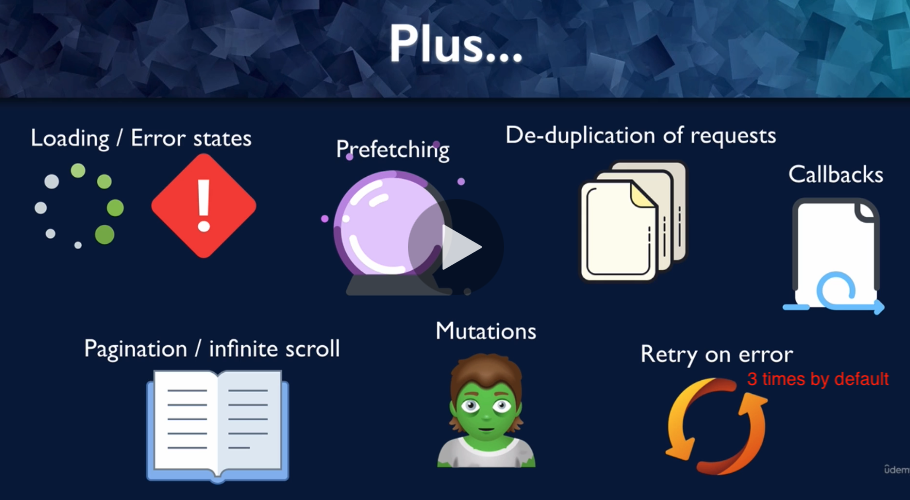 Plus...
Loading / Error states
Prefetching
De-duplication of requests
Callbacks
Pagination / infinite scroll
Mutations
Retry on error
3 times by default